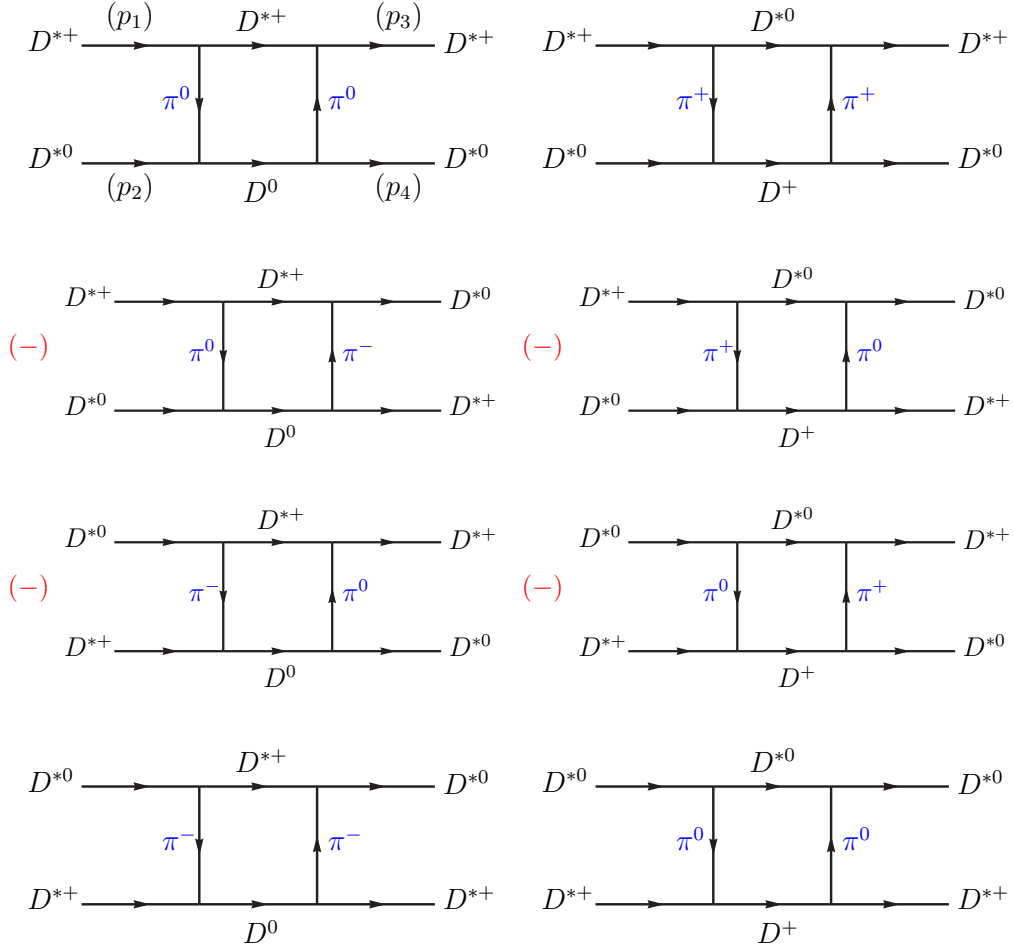 (p₁) D*⁺ (p₃) D*⁰
D*⁺ D*⁺ D*⁺ D*⁺
π⁰ π⁰ π⁺ π⁺
D*⁰ D*⁰ D*⁰ D*⁰
(p₂) D⁰ (p₄) D⁺
D*⁺ D*⁰
D*⁺ D*⁰ D*⁺ D*⁰
(−) π⁰ π⁻ (−) π⁺ π⁰
D*⁰ D*⁺ D*⁰ D*⁺
D⁰ D⁺
D*⁺ D*⁰
D*⁰ D*⁺ D*⁰ D*⁺
(−) π⁻ π⁰ (−) π⁰ π⁺
D*⁺ D*⁰ D*⁺ D*⁰
D⁰ D⁺
D*⁺ D*⁰
D*⁰ D*⁰ D*⁰ D*⁰
π⁻ π⁻ π⁰ π⁰
D*⁺ D*⁺ D*⁺ D*⁺
D⁰ D⁺